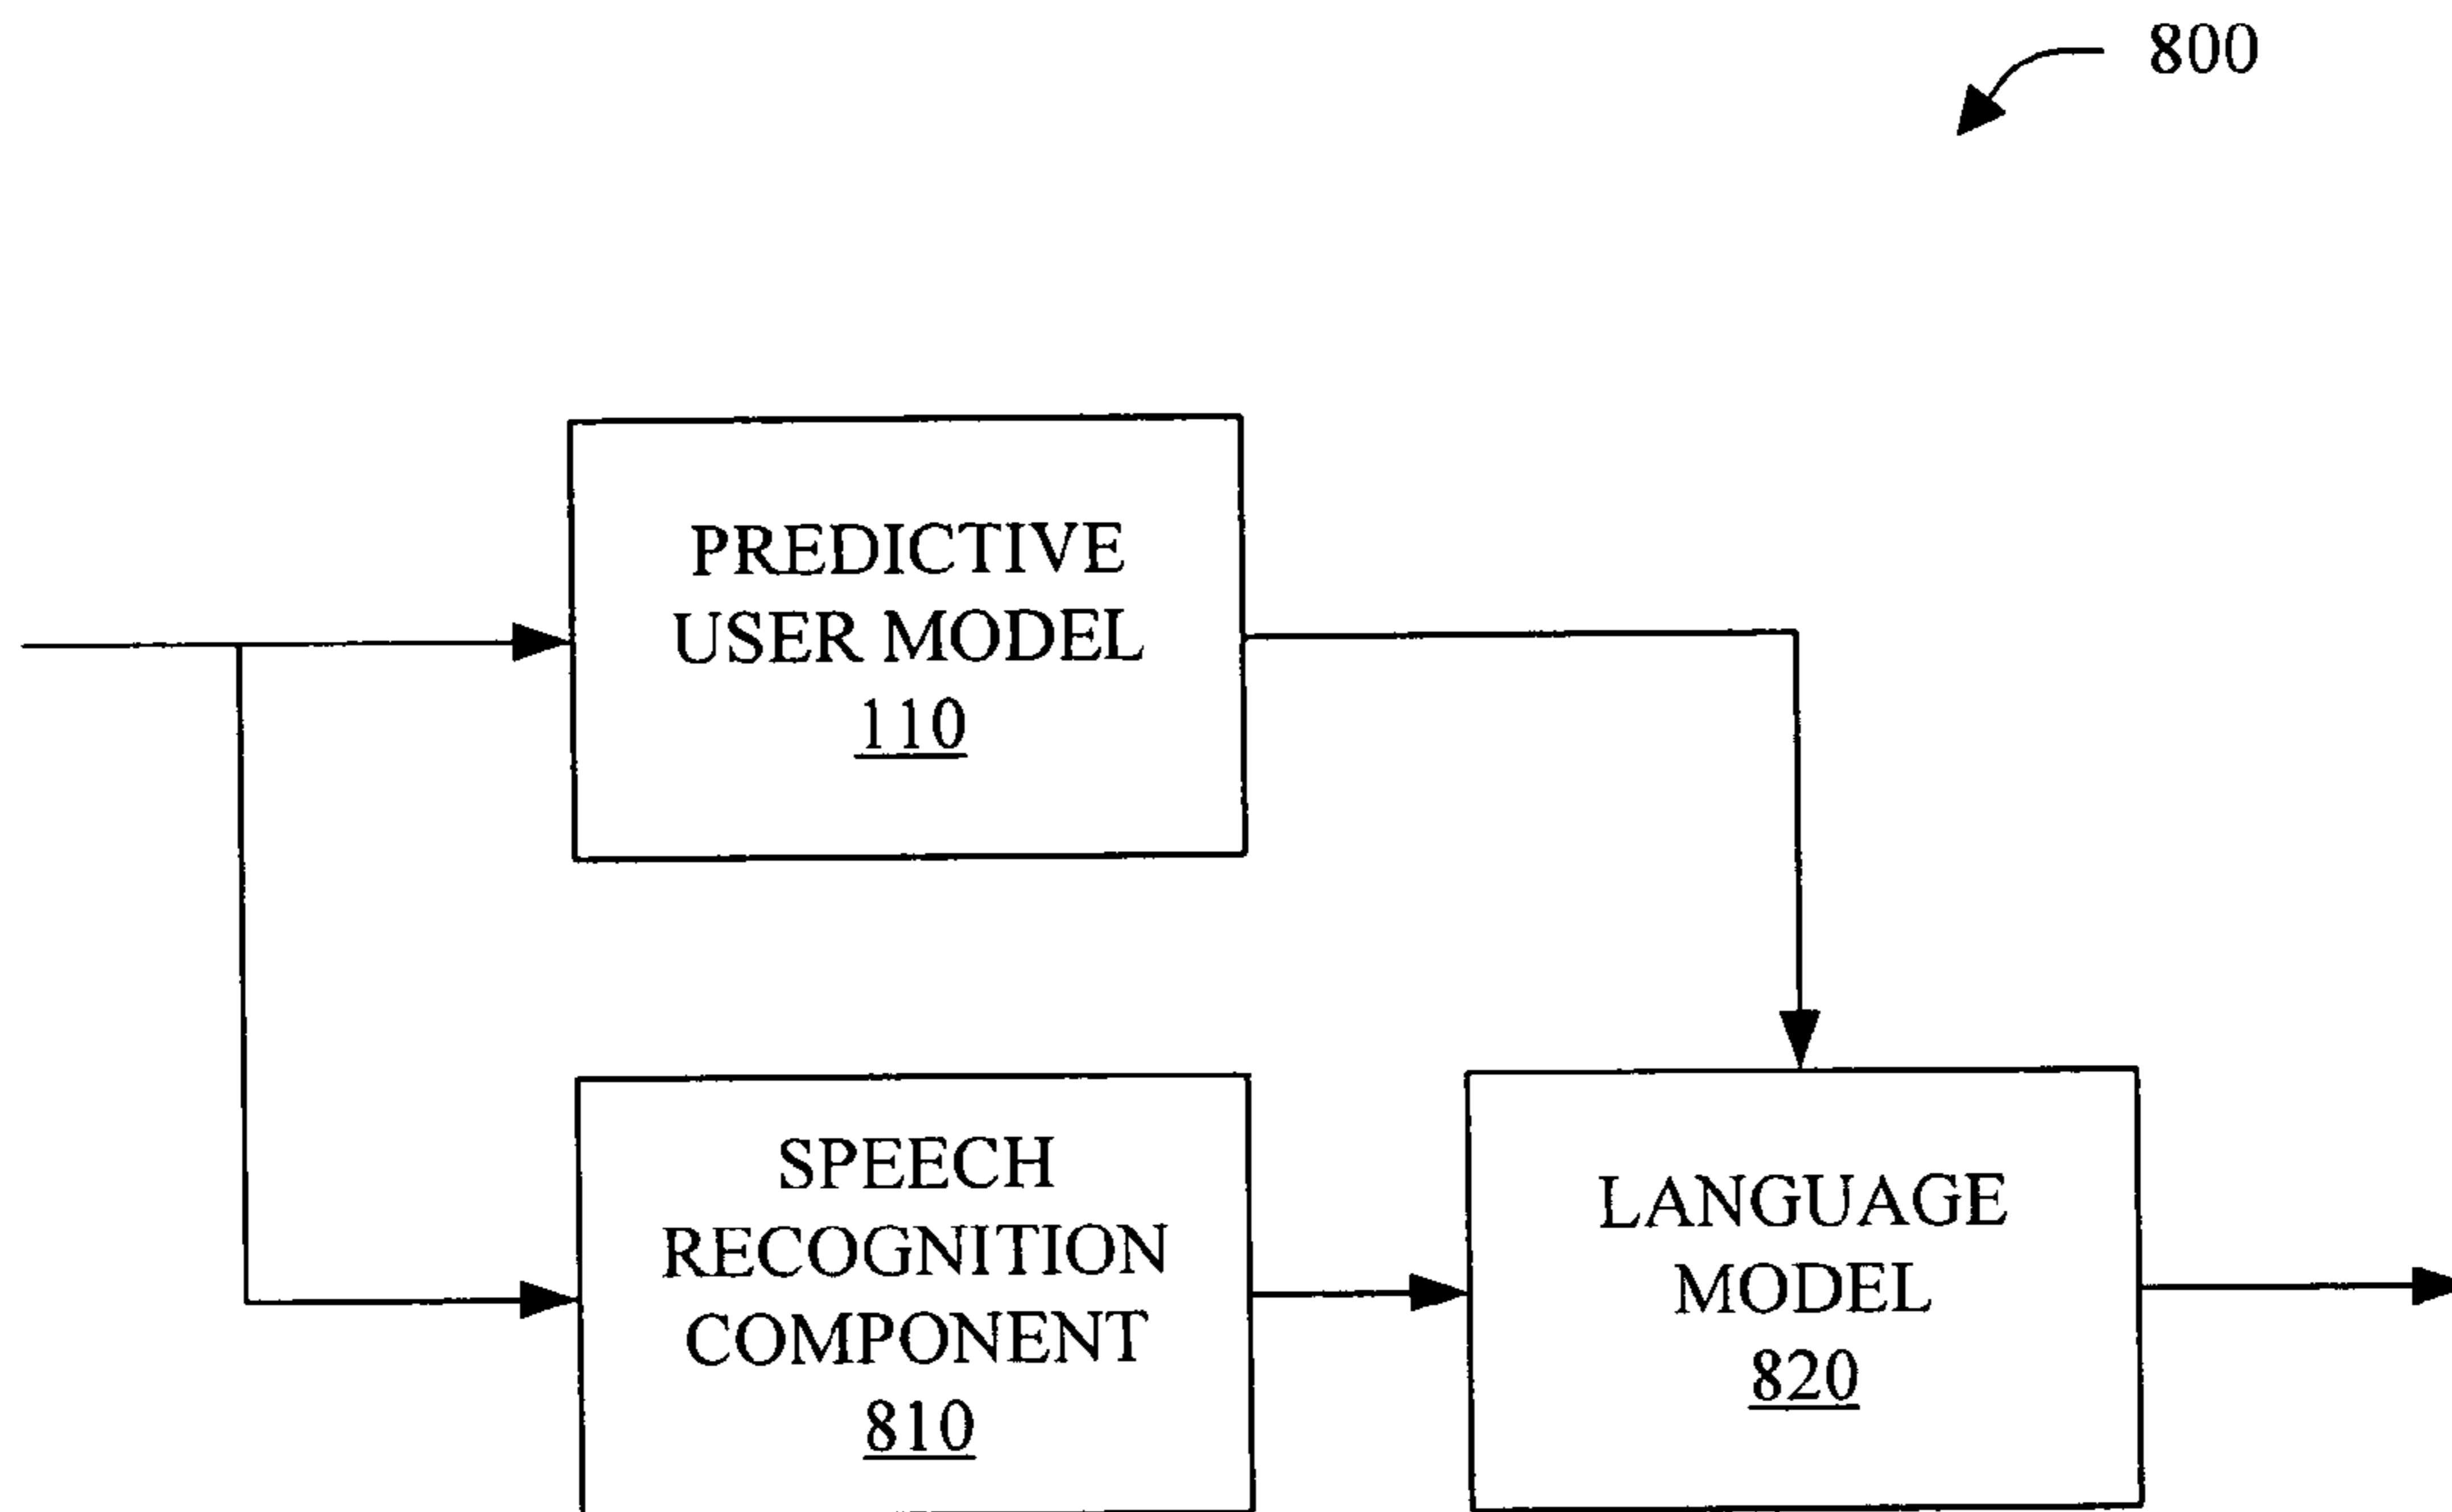 800
PREDICTIVE
USER MODEL
110
SPEECH
RECOGNITION
COMPONENT
810
LANGUAGE
MODEL
820